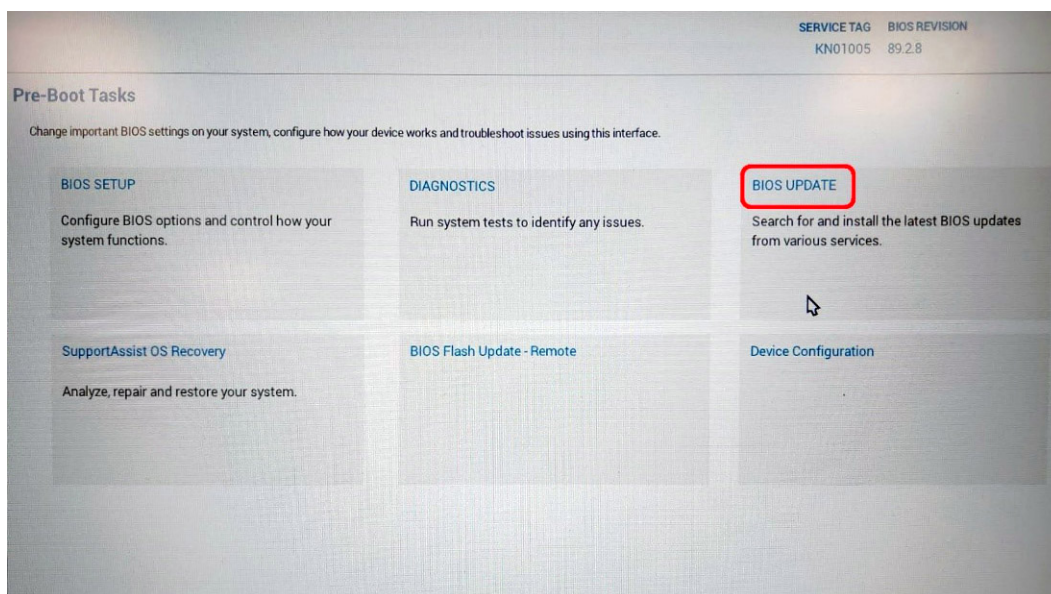 SERVICE TAG BIOS REVISION
KN01005 89.2.8
Pre-Boot Tasks
Change important BIOS settings on your system, configure how your device works and troubleshoot issues using this interface.
BIOS SETUP
Configure BIOS options and control how your
system functions.
DIAGNOSTICS
Run system tests to identify any issues.
BIOS UPDATE
Search for and install the latest BIOS updates
from various services.
SupportAssist OS Recovery
Analyze, repair and restore your system.
BIOS Flash Update - Remote
Device Configuration